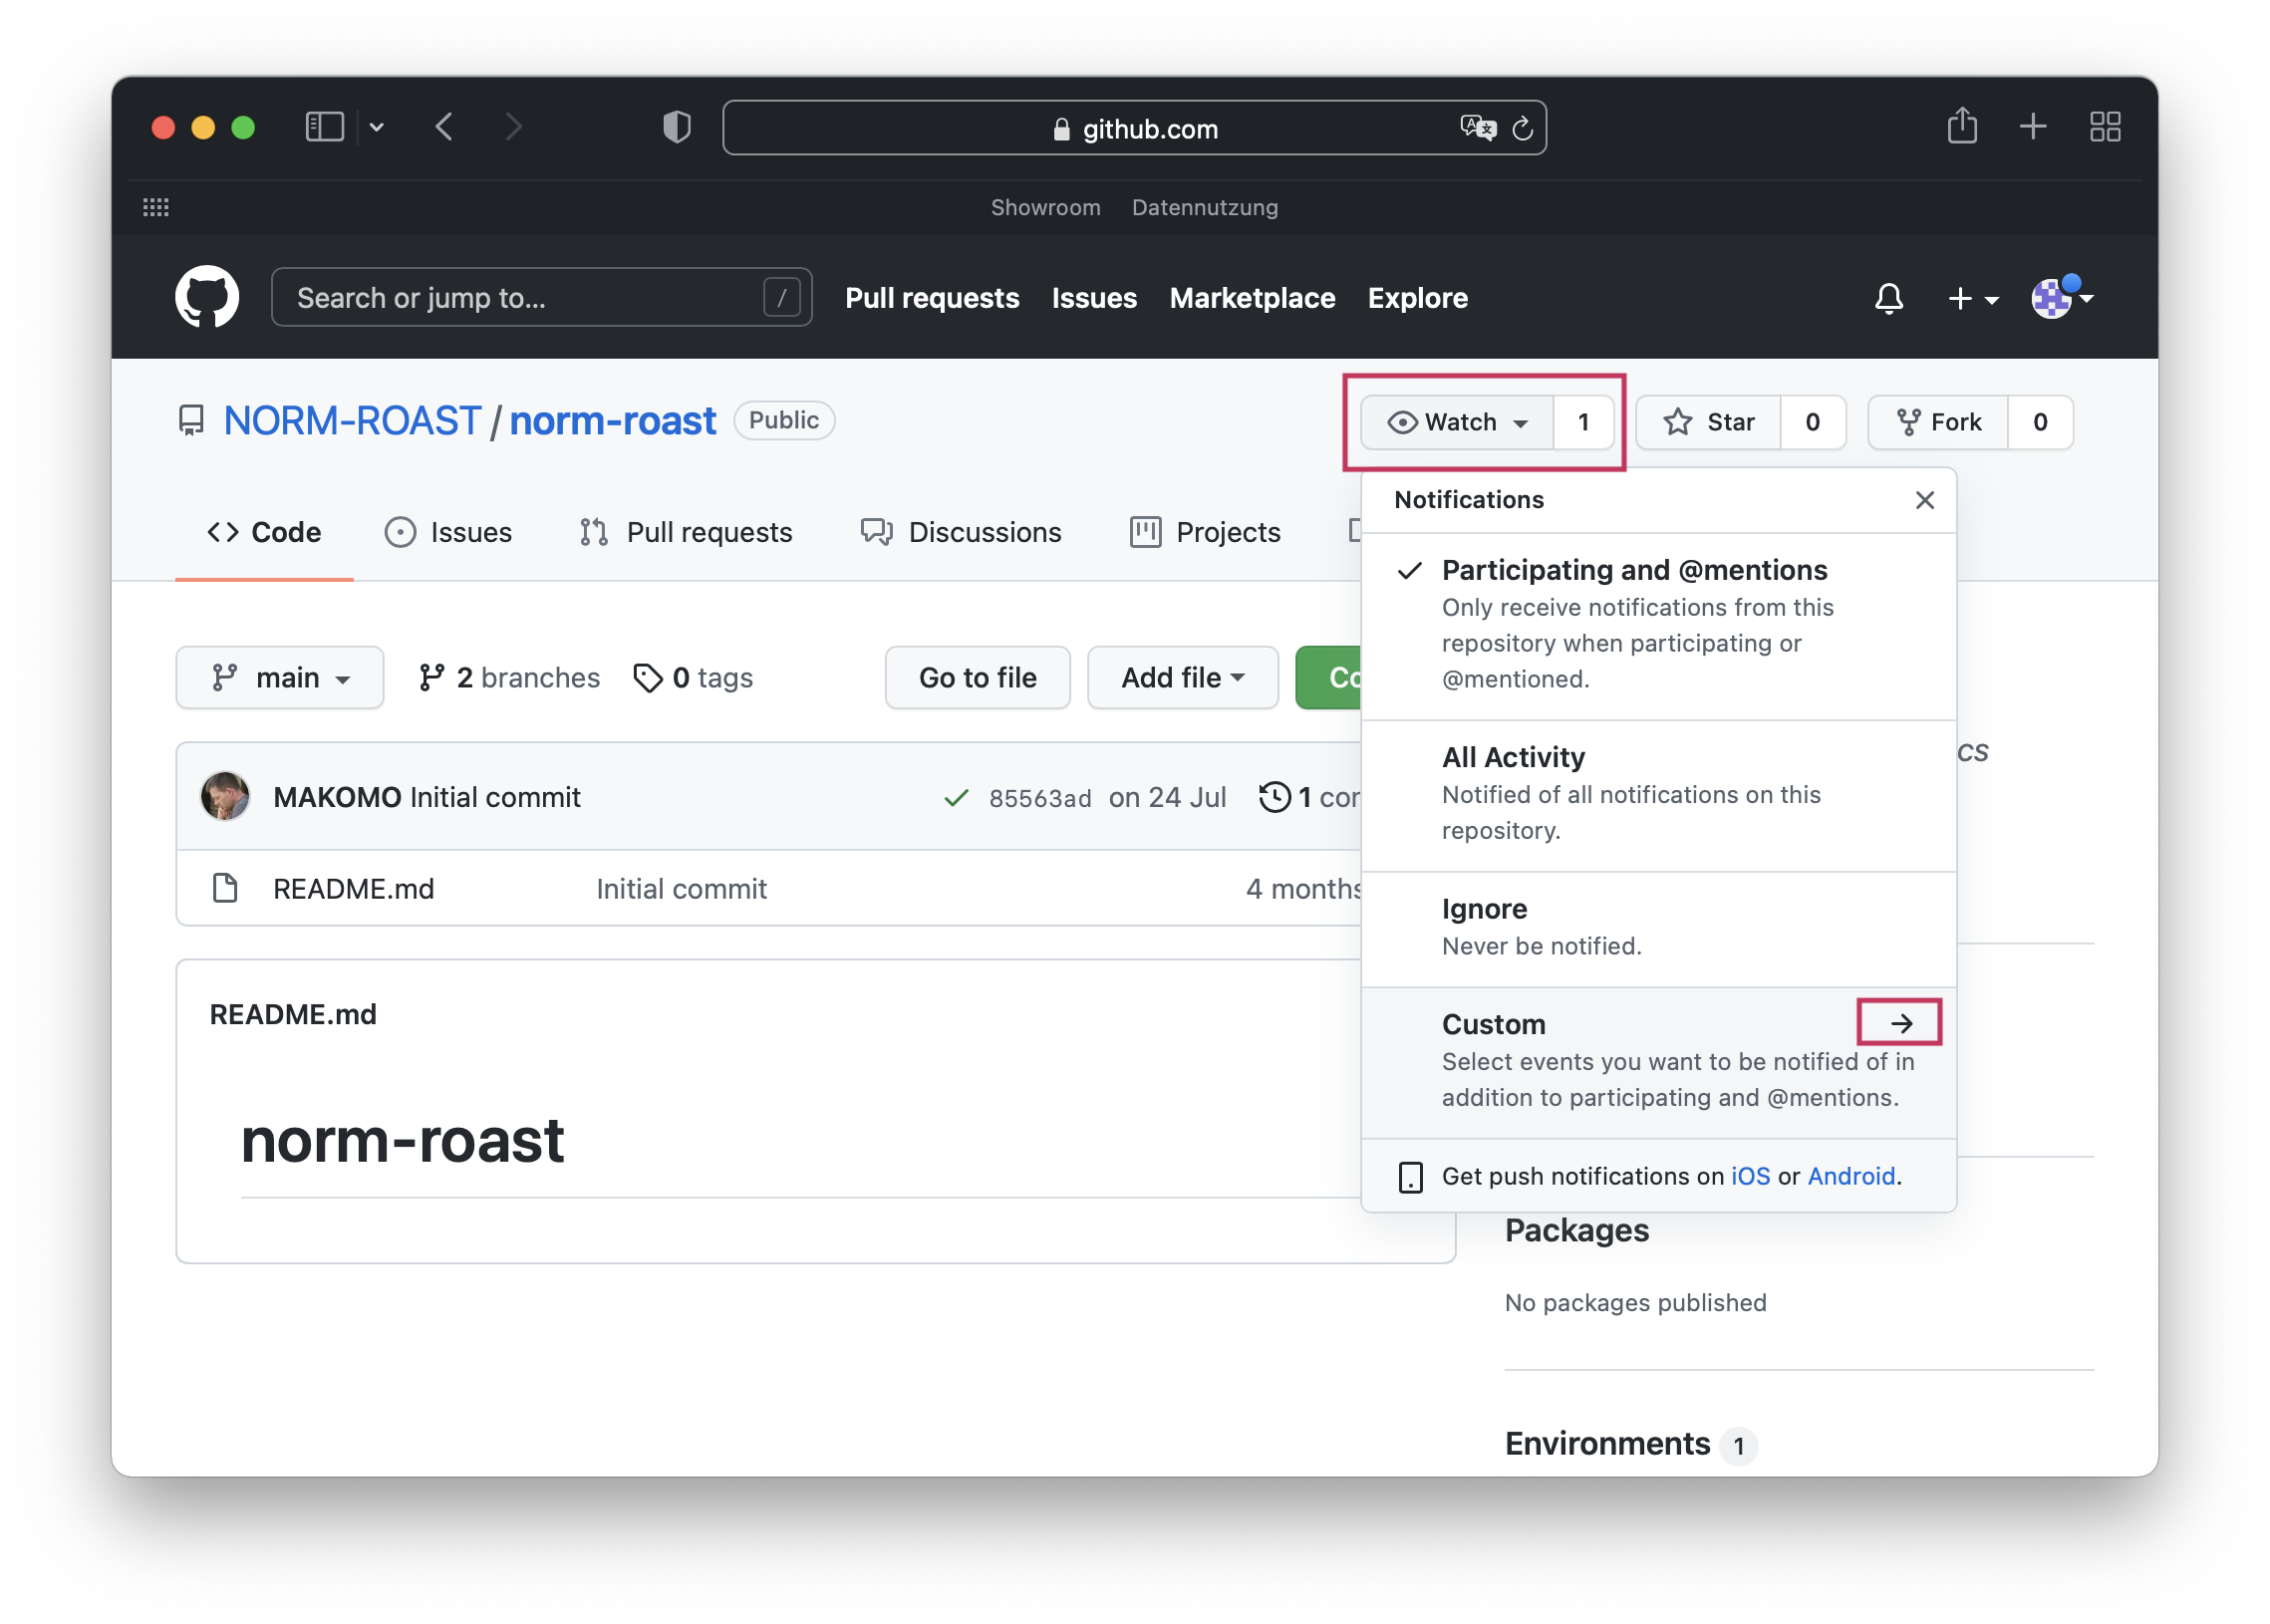 github.com
Showroom Datennutzung
Search or jump to... / Pull requests Issues Marketplace Explore
NORM-ROAST / norm-roast Public Watch 1 Star 0 Fork 0
Code Issues Pull requests Discussions Projects
Notifications
Participating and @mentions
Only receive notifications from this
repository when participating or
@mentioned.
All Activity
Notified of all notifications on this
repository.
Ignore
Never be notified.
Custom
Select events you want to be notified of in
addition to participating and @mentions.
Get push notifications on iOS or Android.
main 2 branches 0 tags Go to file Add file Co
MAKOMO Initial commit 85563ad on 24 Jul 1 cor
README.md Initial commit 4 months
README.md
norm-roast
cs
Packages
No packages published
Environments 1